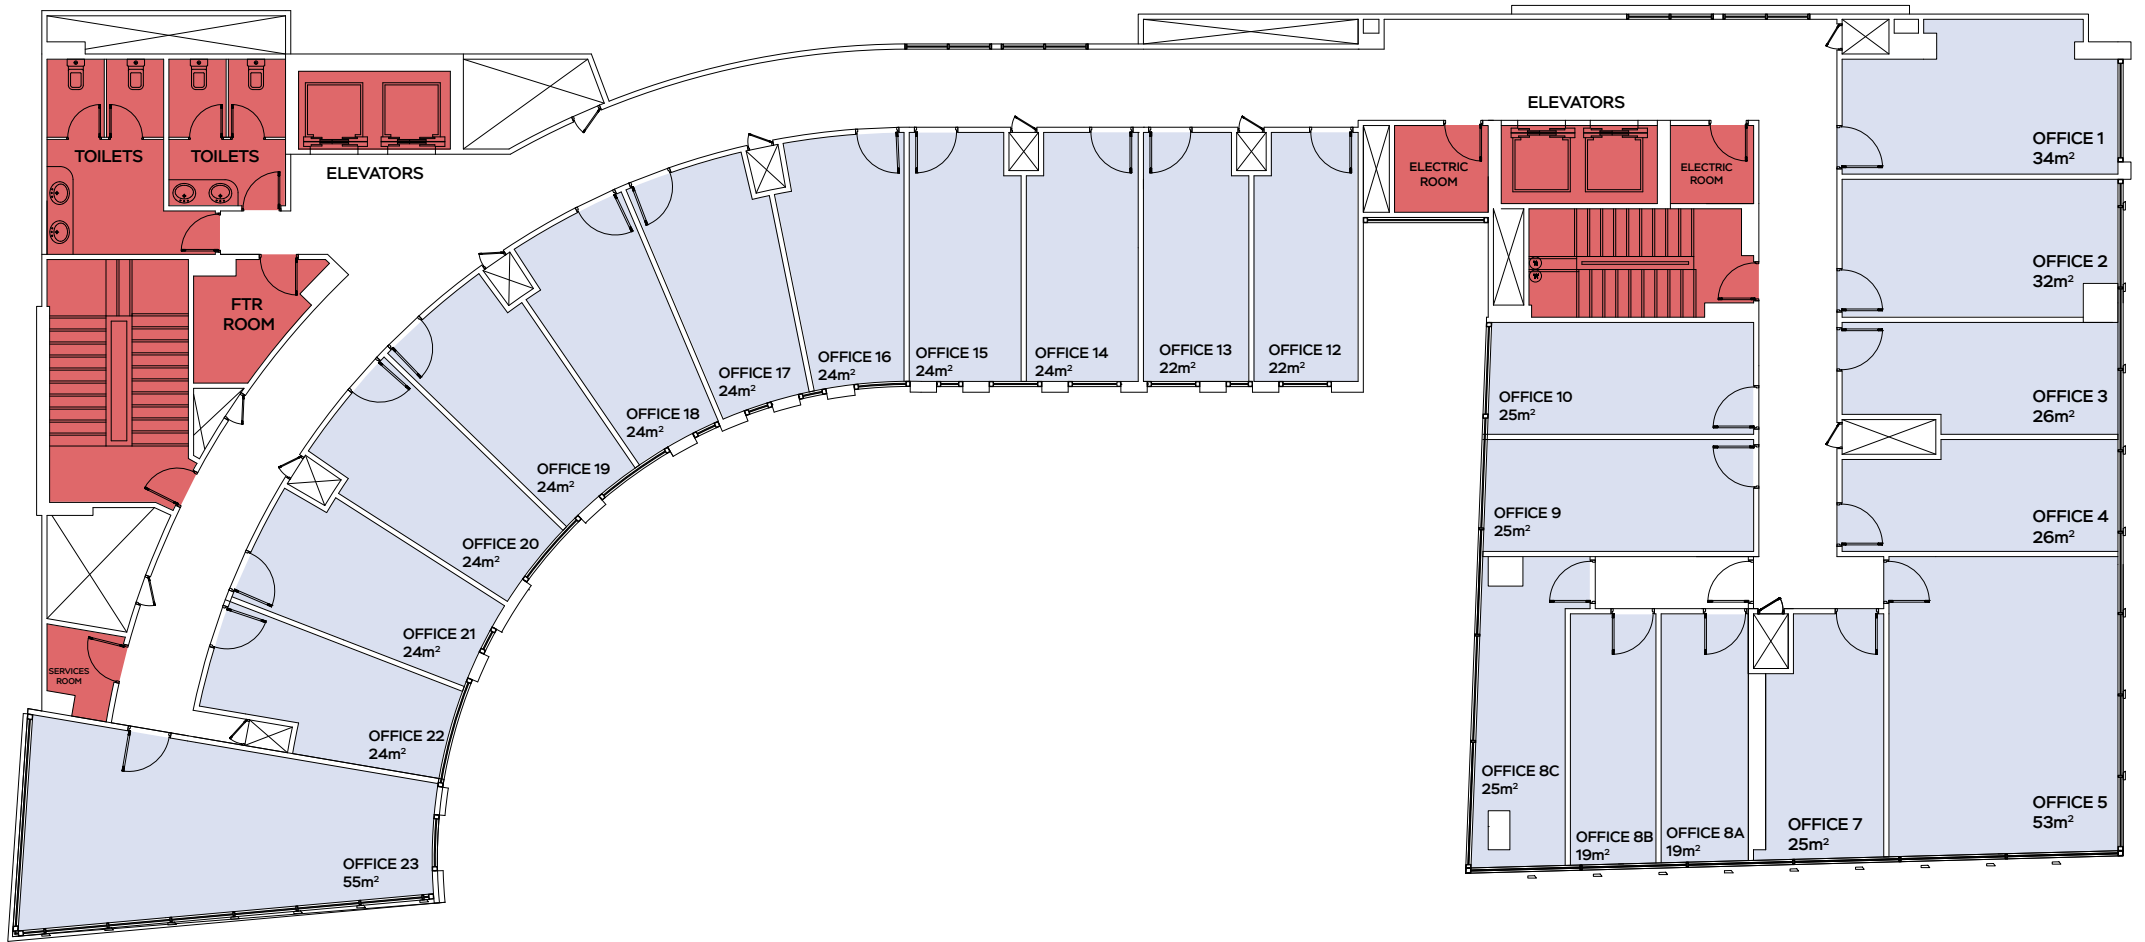 TOILETS
TOILETS
ELEVATORS
ELEVATORS
ELECTRIC
ROOM
ELECTRIC
ROOM
FTR
ROOM
SERVICES
ROOM
OFFICE 1
34m²
OFFICE 2
32m²
OFFICE 3
26m²
OFFICE 4
26m²
OFFICE 5
53m²
OFFICE 7
25m²
OFFICE 8A
19m²
OFFICE 8B
19m²
OFFICE 8C
25m²
OFFICE 9
25m²
OFFICE 10
25m²
OFFICE 12
22m²
OFFICE 13
22m²
OFFICE 14
24m²
OFFICE 15
24m²
OFFICE 16
24m²
OFFICE 17
24m²
OFFICE 18
24m²
OFFICE 19
24m²
OFFICE 20
24m²
OFFICE 21
24m²
OFFICE 22
24m²
OFFICE 23
55m²